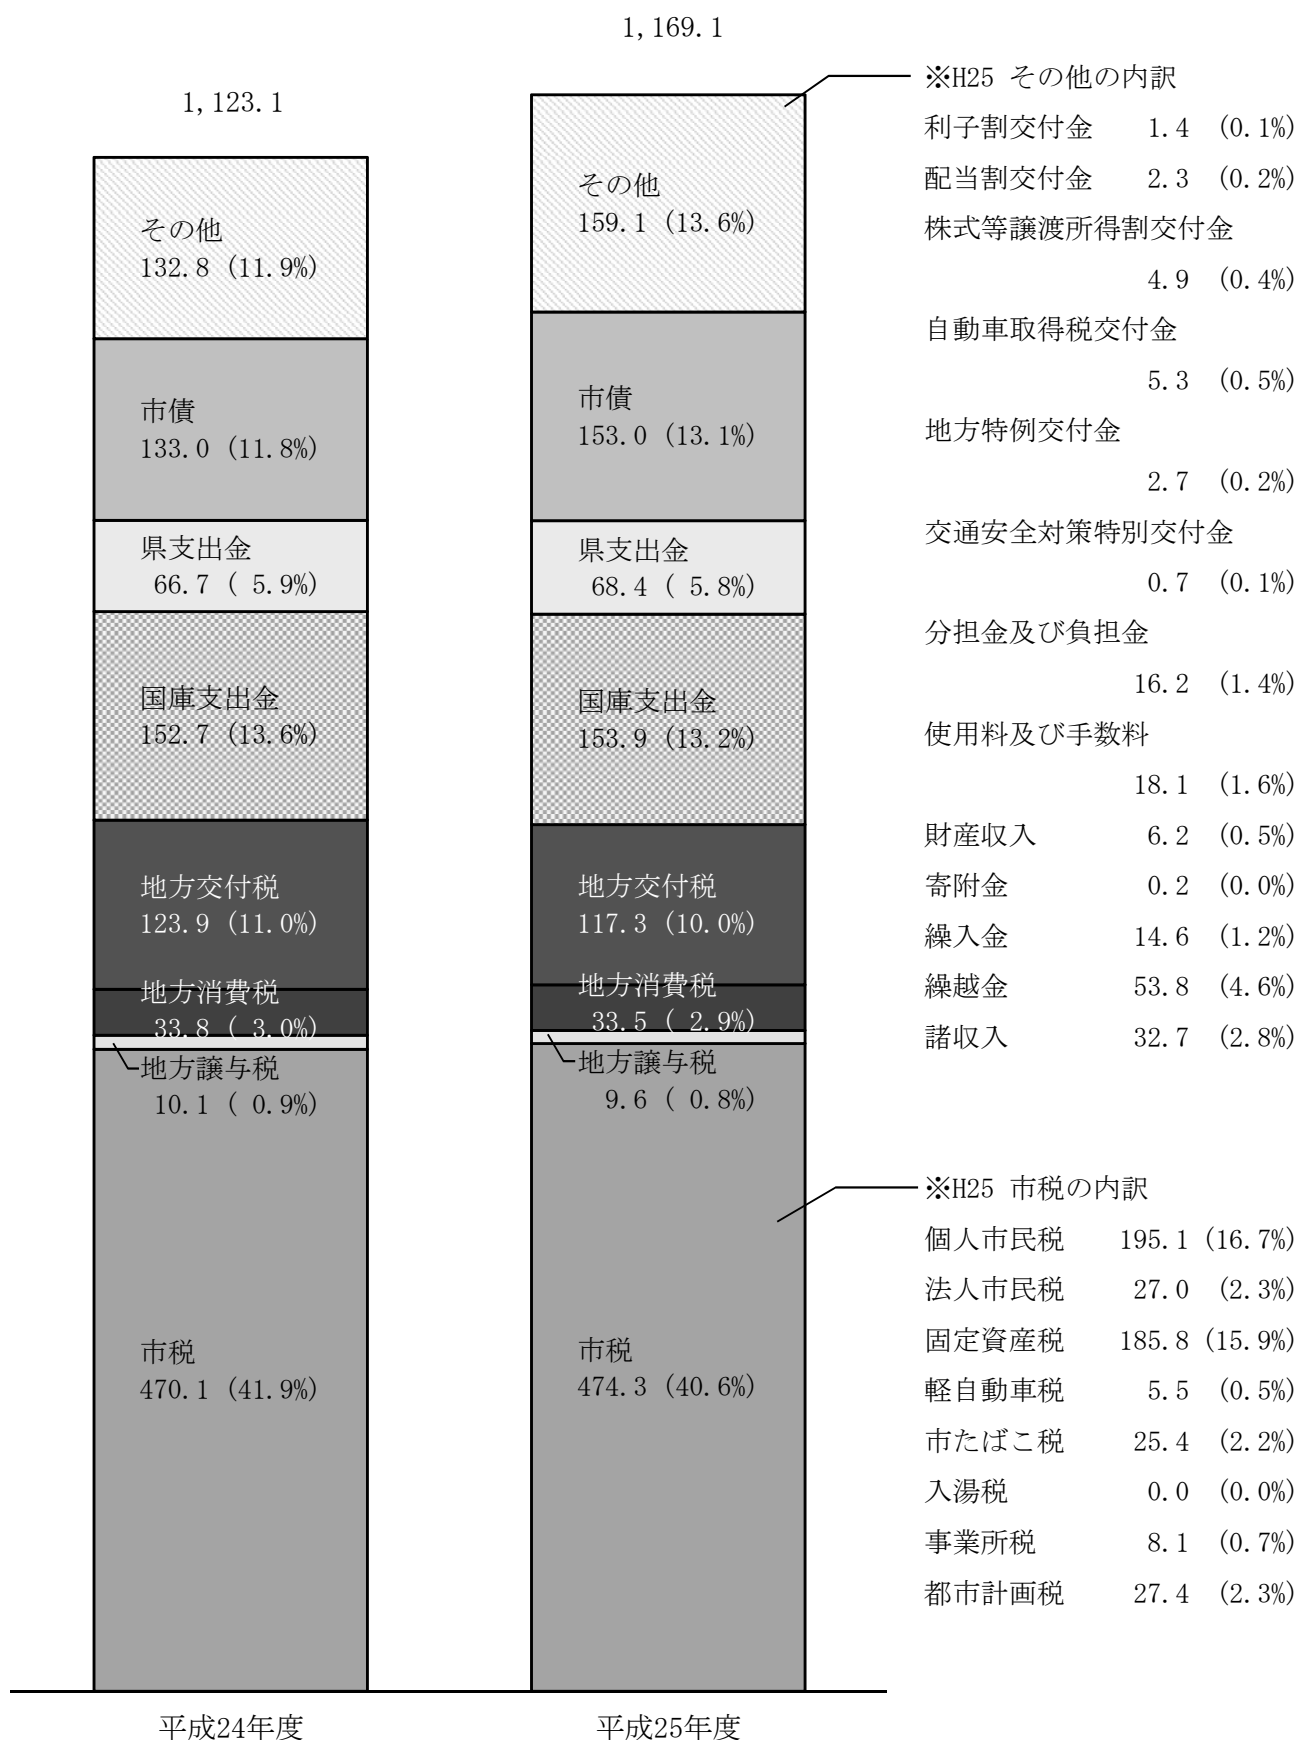 1,123.1
その他
132.8 (11.9%)
市債
133.0 (11.8%)
県支出金
66.7 ( 5.9%)
国庫支出金
152.7 (13.6%)
地方交付税
123.9 (11.0%)
地方消費税
33.8 ( 3.0%)
地方譲与税
10.1 ( 0.9%)
市税
470.1 (41.9%)
平成24年度
1,169.1
その他
159.1 (13.6%)
市債
153.0 (13.1%)
県支出金
68.4 ( 5.8%)
国庫支出金
153.9 (13.2%)
地方交付税
117.3 (10.0%)
地方消費税
33.5 ( 2.9%)
地方譲与税
9.6 ( 0.8%)
市税
474.3 (40.6%)
平成25年度
※H25 その他の内訳
利子割交付金 1.4 (0.1%)
配当割交付金 2.3 (0.2%)
株式等譲渡所得割交付金
4.9 (0.4%)
自動車取得税交付金
5.3 (0.5%)
地方特例交付金
2.7 (0.2%)
交通安全対策特別交付金
0.7 (0.1%)
分担金及び負担金
16.2 (1.4%)
使用料及び手数料
18.1 (1.6%)
財産収入 6.2 (0.5%)
寄附金 0.2 (0.0%)
繰入金 14.6 (1.2%)
繰越金 53.8 (4.6%)
諸収入 32.7 (2.8%)
※H25 市税の内訳
個人市民税 195.1 (16.7%)
法人市民税 27.0 (2.3%)
固定資産税 185.8 (15.9%)
軽自動車税 5.5 (0.5%)
市たばこ税 25.4 (2.2%)
入湯税 0.0 (0.0%)
事業所税 8.1 (0.7%)
都市計画税 27.4 (2.3%)